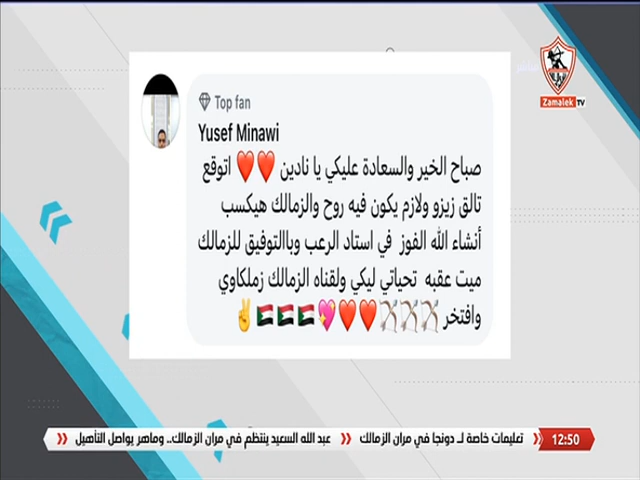 Zamalek TV
Top fan
Yusef Minawi
صباح الخير والسعادة عليكي يا نادين ❤️ ❤️ اتوقع
تالق زيزو ولازم يكون فيه روح والزمالك هيكسب
أنشاء الله الفوز في استاد الرعب وباالتوفيق للزمالك
ميت عقبه تحياتي ليكي ولقناه الزمالك زملكاوي
وافتخر 🏹🏹🏹❤️❤️💖🇸🇩🇸🇩🇸🇩✌️
12:50 تعليمات خاصة لـ دونجا في مران الزمالك عبد الله السعيد ينتظم في مران الزمالك.. وماهر يواصل التأهيل